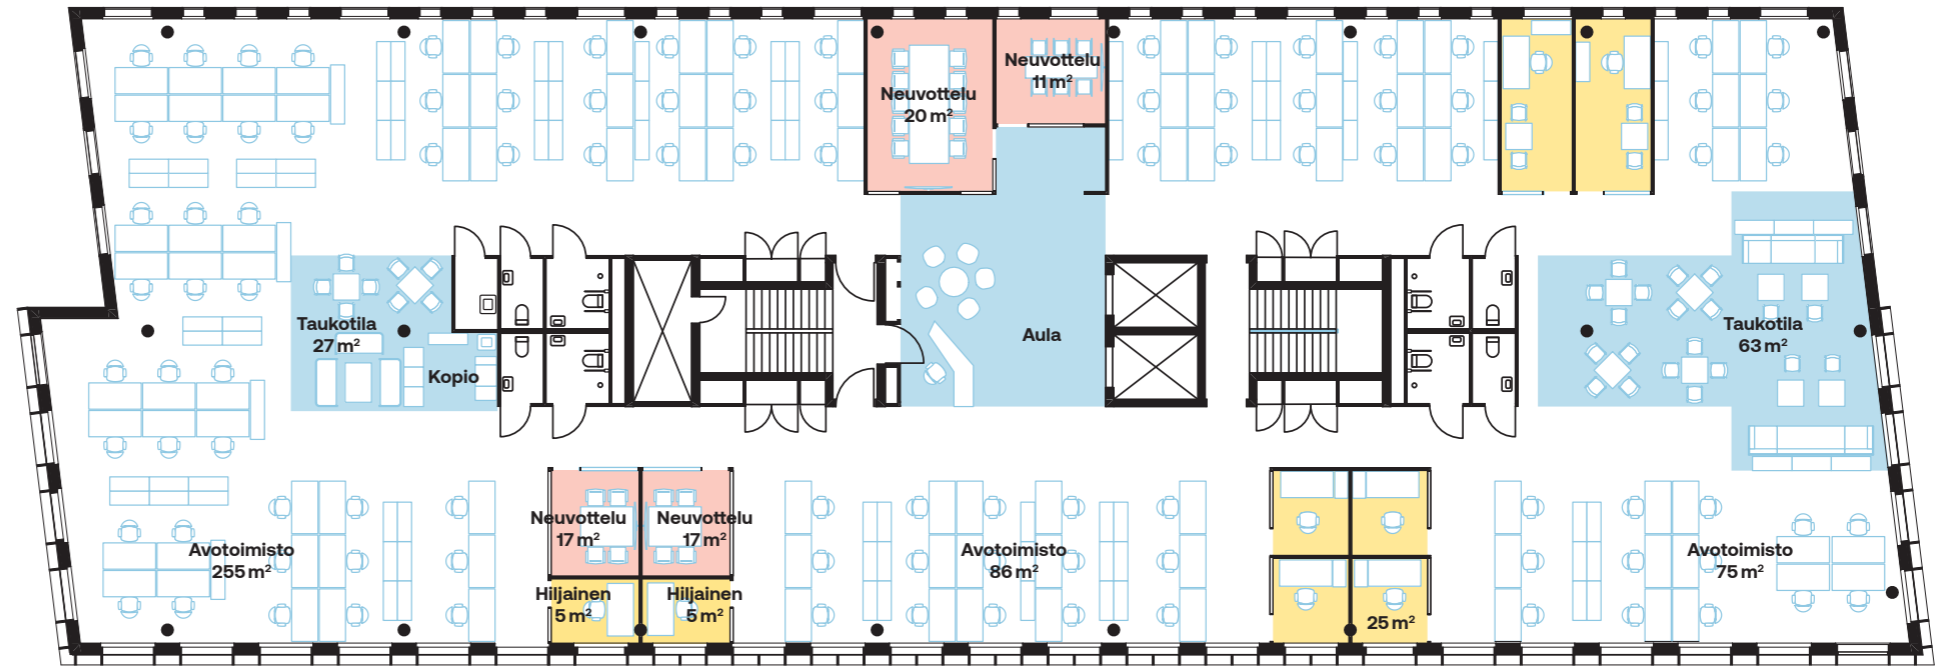 Neuvottelu
20 m²
Neuvottelu
11 m²
Taukotila
27 m²
Kopio
Aula
Taukotila
63 m²
Neuvottelu
17 m²
Neuvottelu
17 m²
Avotoimisto
255 m²
Avotoimisto
86 m²
Avotoimisto
75 m²
Hiljainen
5 m²
Hiljainen
5 m²
25 m²